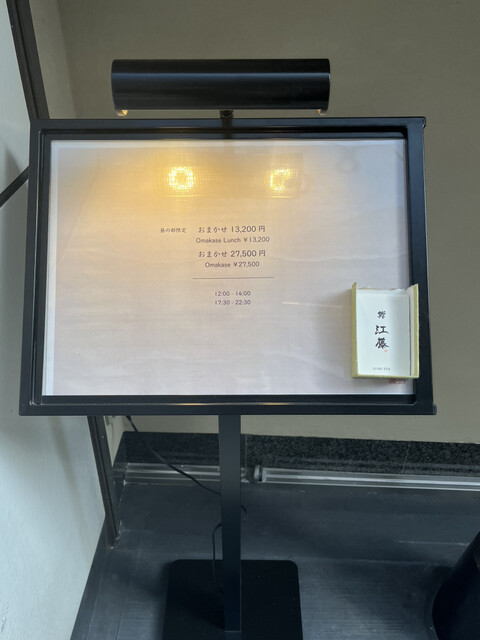 昼の部限定 おまかせ 13,200 円
Omakase Lunch ¥13,200
おまかせ 27,500 円
Omakase ¥27,500
12:00 - 14:00
17:30 - 22:30
鮨
江藤